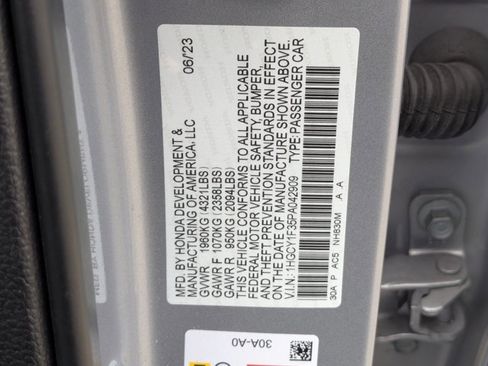 MFD. BY HONDA DEVELOPMENT & 06/'23
MANUFACTURING OF AMERICA, LLC
GVWR 1960KG (4321LBS)
GAWR F 1070KG (2358LBS)
GAWR R 950KG (2094LBS)
THIS VEHICLE CONFORMS TO ALL APPLICABLE
FEDERAL MOTOR VEHICLE SAFETY, BUMPER,
AND THEFT PREVENTION STANDARDS IN EFFECT
ON THE DATE OF MANUFACTURE SHOWN ABOVE.
V.I.N.: 1HGCY1F35PA042909 TYPE:PASSENGER CAR
30A P AC5 NH830M A A
30A-A0